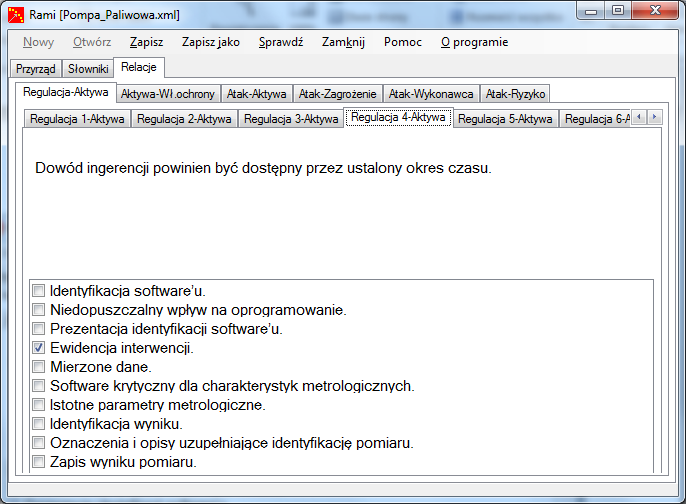 Rami [Pompa_Paliwowa.xml]
Nowy Otwórz Zapisz Zapisz jako Sprawdź Zamknij Pomoc O programie
Przyrząd Słowniki Relacje
Regulacja-Aktywa Aktywa-Wł.ochrony Atak-Aktywa Atak-Zagrożenie Atak-Wykonawca Atak-Ryzyko
Regulacja 1-Aktywa Regulacja 2-Aktywa Regulacja 3-Aktywa Regulacja 4-Aktywa Regulacja 5-Aktywa Regulacja 6-A
Dowód ingerencji powinien być dostępny przez ustalony okres czasu.
Identyfikacja software'u.
Niedopuszczalny wpływ na oprogramowanie.
Prezentacja identyfikacji software'u.
Ewidencja interwencji.
Mierzone dane.
Software krytyczny dla charakterystyk metrologicznych.
Istotne parametry metrologiczne.
Identyfikacja wyniku.
Oznaczenia i opisy uzupełniające identyfikację pomiaru.
Zapis wyniku pomiaru.